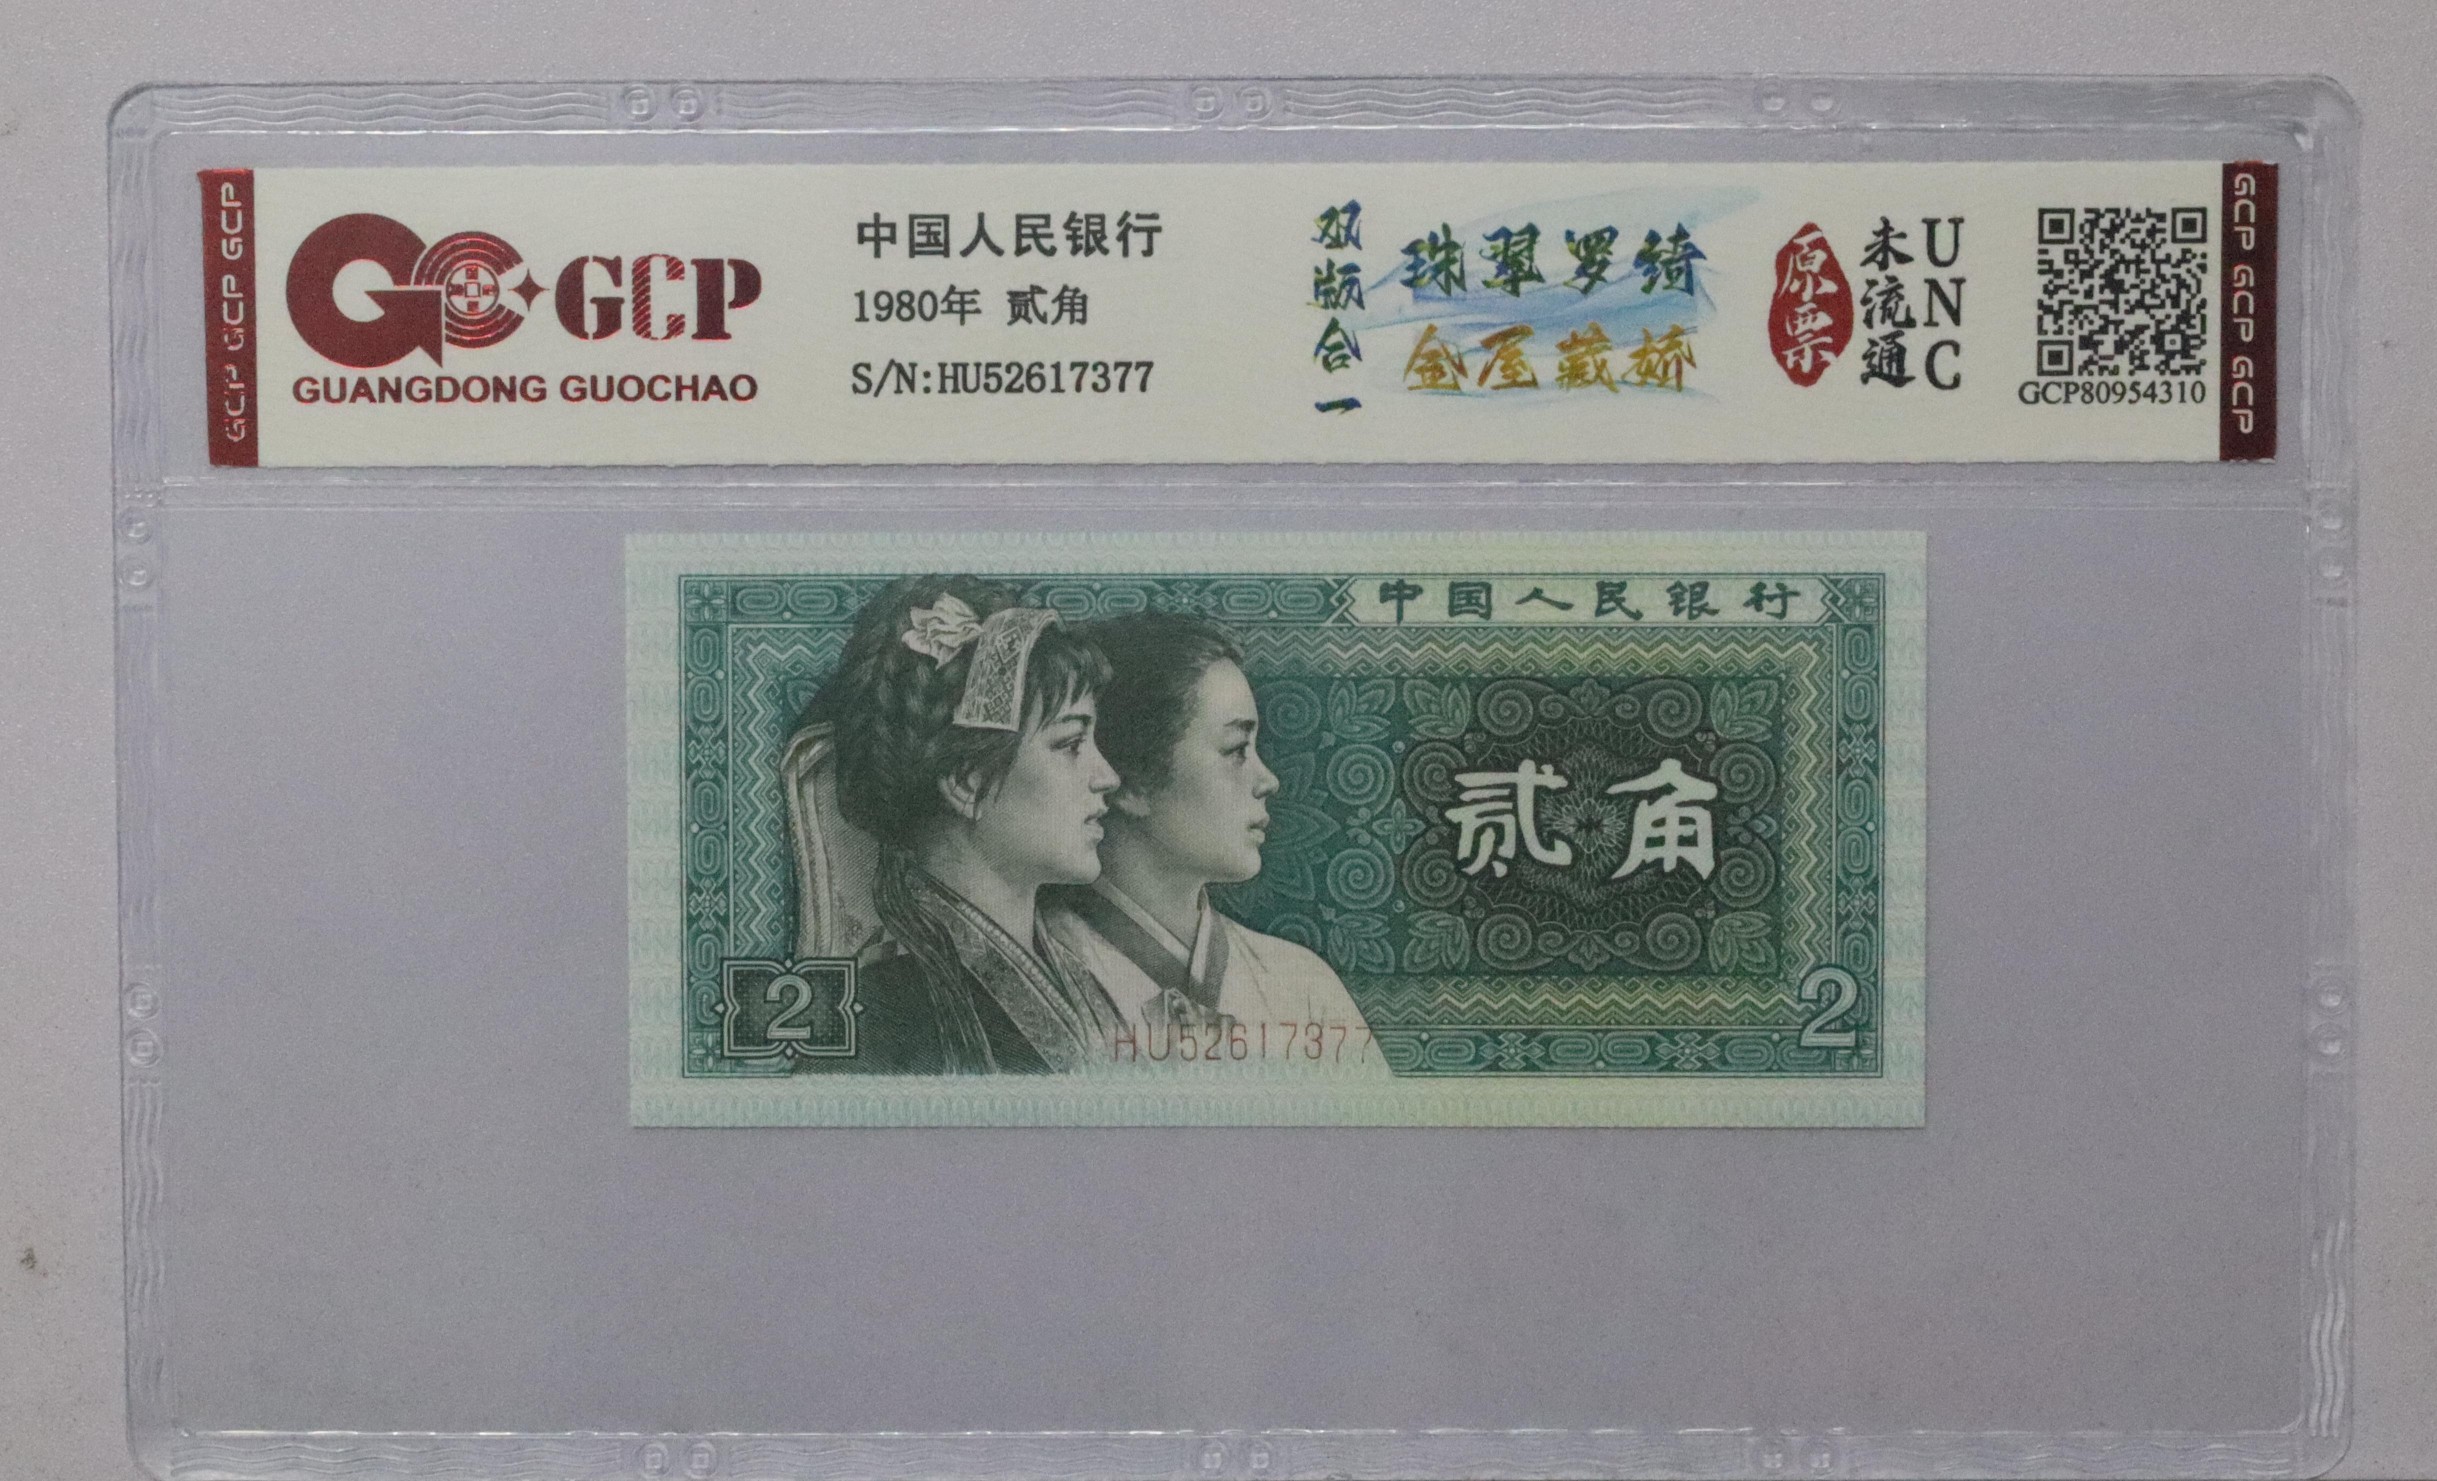 GCP GCP GCP
GCP
GUANGDONG GUOCHAO
中国人民银行
1980年 贰角
S/N:HU52617377
双版合一
珠翠罗绮
金屋藏娇
原票
未流通
UNC
GCP80954310
GCP GCP GCP
中国人民银行
贰角
2
HU52617377
2